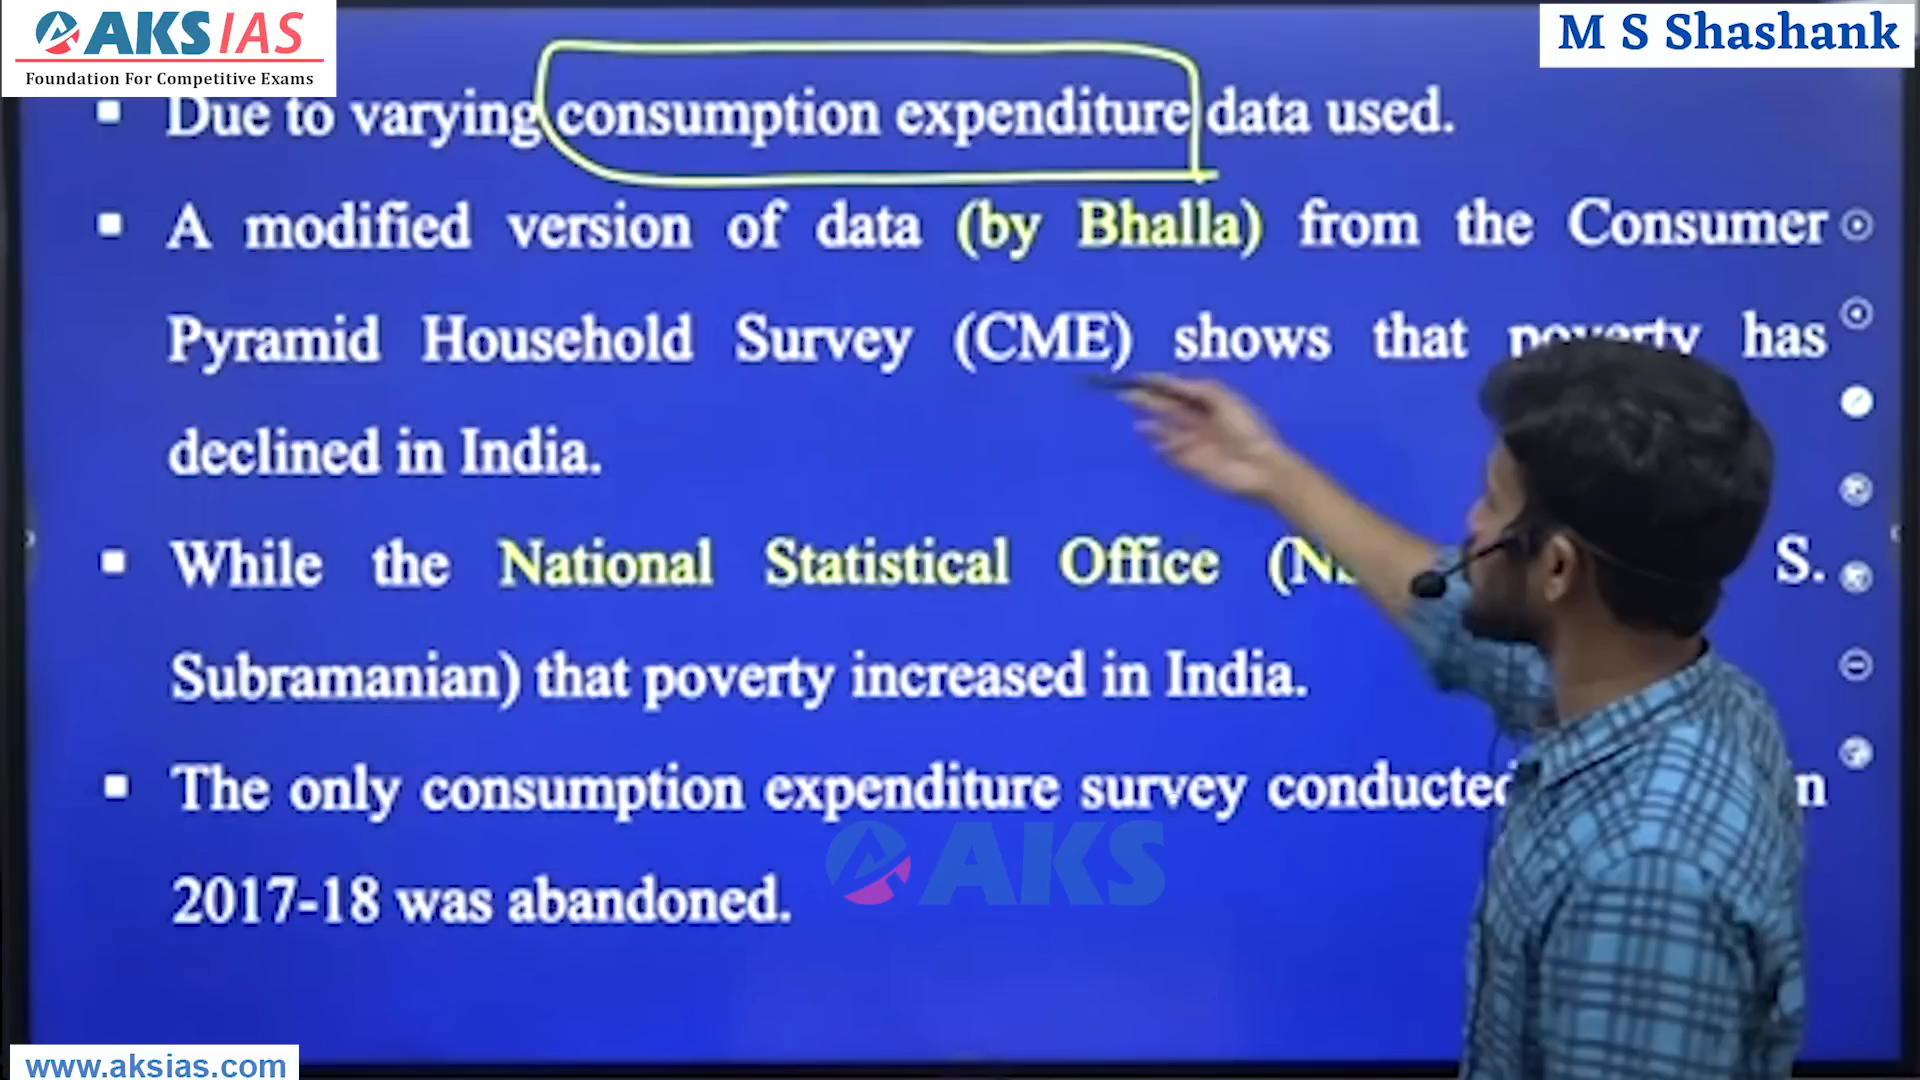 AKS IAS
Foundation For Competitive Exams
M S Shashank
Due to varying consumption expenditure data used.
A modified version of data (by Bhalla) from the Consumer
Pyramid Household Survey (CME) shows that poverty has
declined in India.
While the National Statistical Office S.
Subramanian) that poverty increased in India.
The only consumption expenditure survey conducted
2017-18 was abandoned.
AKS
www.aksias.com